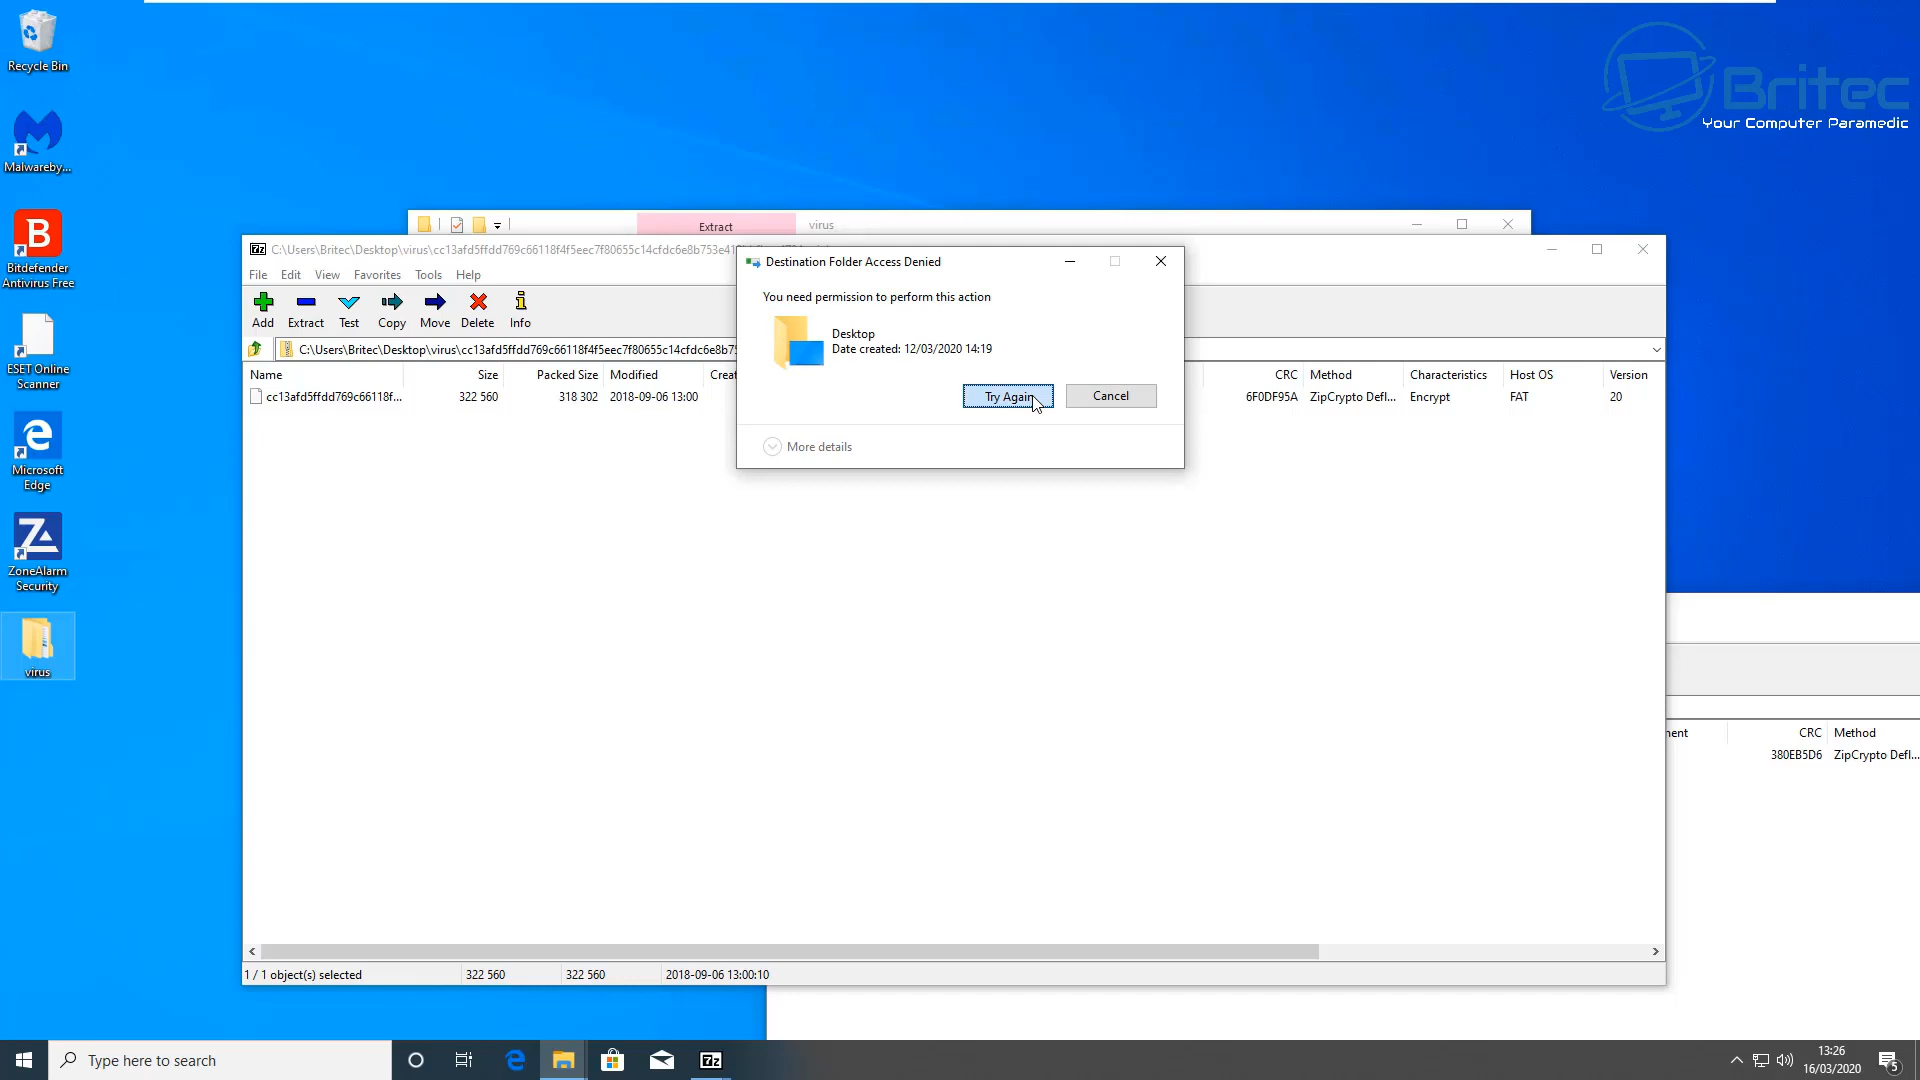 Recycle Bin
Malwareby...
B
Bitdefender
Antivirus Free
ESET Online
Scanner
Microsoft
Edge
ZoneAlarm
Security
virus
Britec
Your Computer Paramedic
Extract
virus
7z C:\Users\Britec\Desktop\virus\cc13afd5ffdd769c66118f4f5eec7f80655c14cfdc6e8b753e41
File Edit View Favorites Tools Help
Add Extract Test Copy Move Delete Info
C:\Users\Britec\Desktop\virus\cc13afd5ffdd769c66118f4f5eec7f80655c14cfdc6e8b75
Name Size Packed Size Modified Creat CRC Method Characteristics Host OS Version
cc13afd5ffdd769c66118f... 322 560 318 302 2018-09-06 13:00 6F0DF95A ZipCrypto Defl... Encrypt FAT 20
Destination Folder Access Denied
You need permission to perform this action
Desktop
Date created: 12/03/2020 14:19
Try Again
Cancel
More details
1 / 1 object(s) selected 322 560 322 560 2018-09-06 13:00:10
nent CRC Method
380EB5D6 ZipCrypto Defl...
Type here to search
7z
13:26
16/03/2020
5